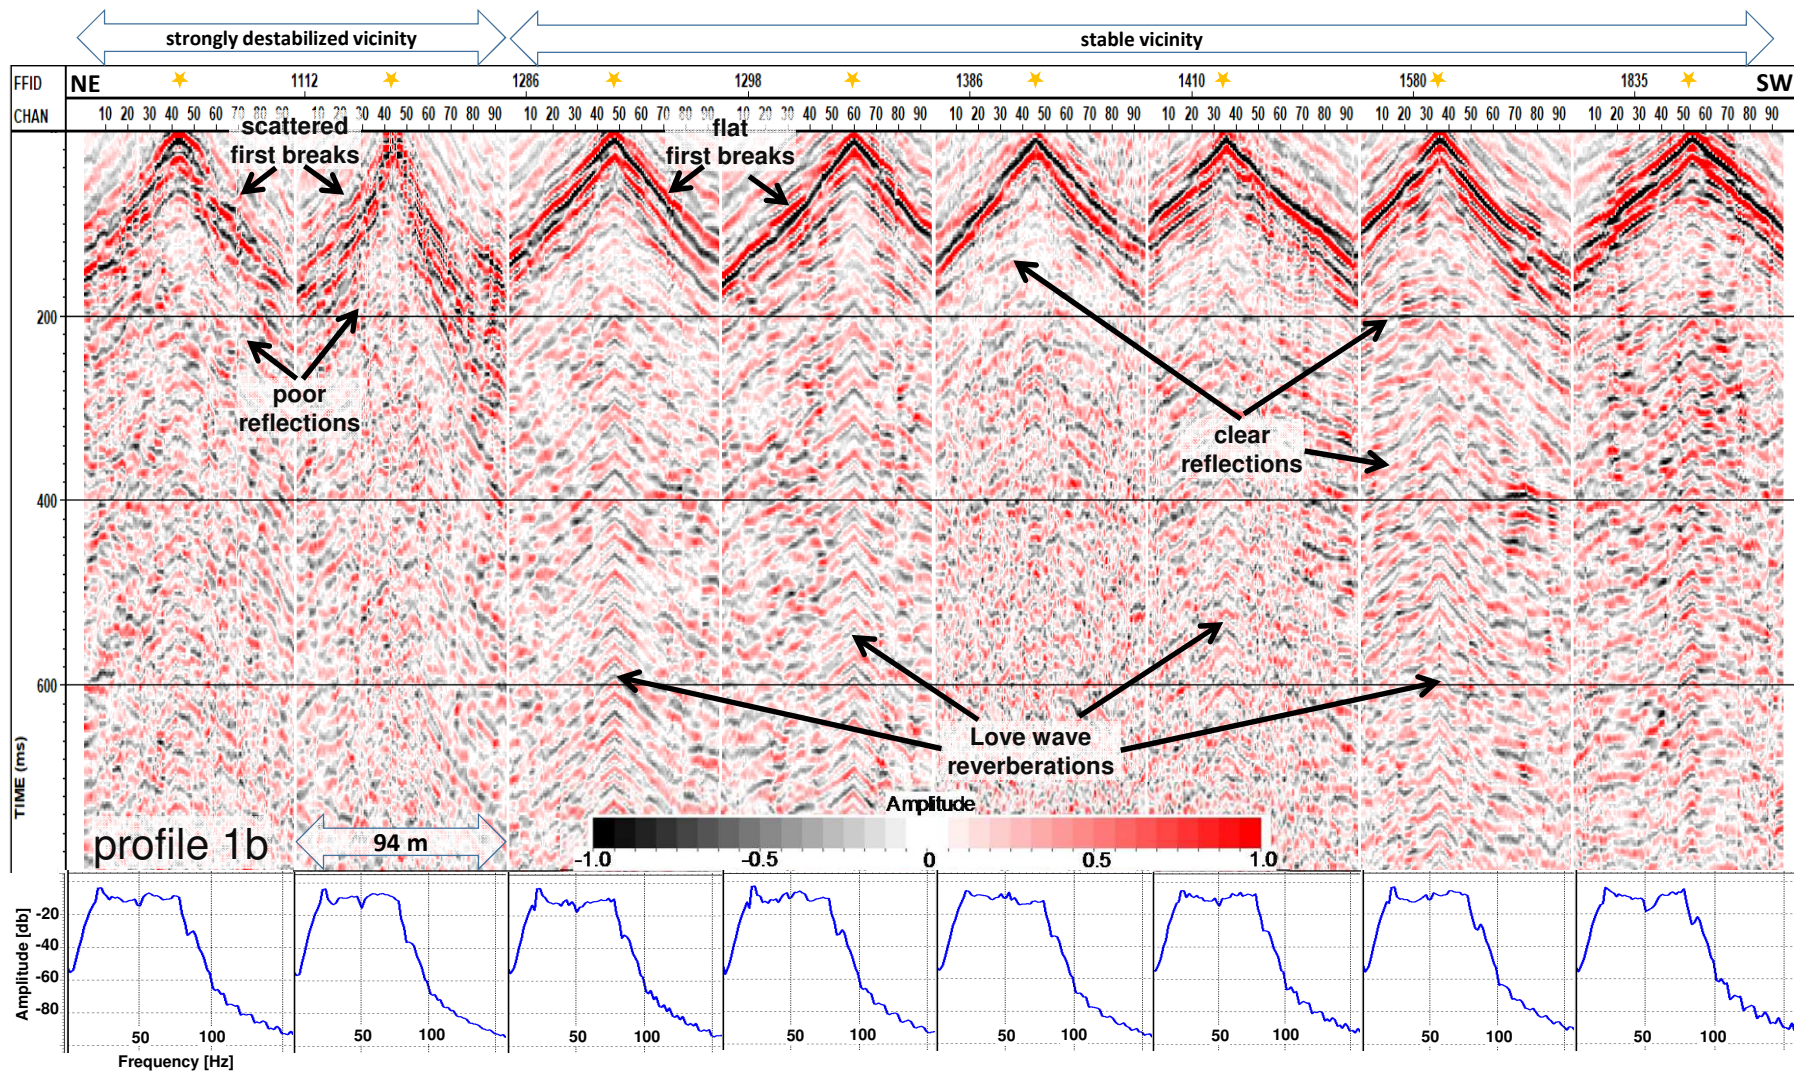 strongly destabilized vicinity
stable vicinity
FFID NE 1112 1286 1298 1386 1410 1580 1835 SW
CHAN 10 20 30 40 50 60 70 80 90 10 20 30 40 50 60 70 80 90 10 20 30 40 50 60 70 80 90 10 20 30 40 50 60 70 80 90 10 20 30 40 50 60 70 80 90 10 20 30 40 50 60 70 80 90 10 20 30 40 50 60 70 80 90 10 20 30 40 50 60 70 80 90
scattered
first breaks
flat
first breaks
200
poor
reflections
clear
reflections
400
600
Love wave
reverberations
TIME (ms)
Amplitude
-1.0 -0.5 0 0.5 1.0
profile 1b
94 m
Amplitude [db]
-20
-40
-60
-80
50 100 50 100 50 100 50 100 50 100 50 100 50 100 50 100
Frequency [Hz]